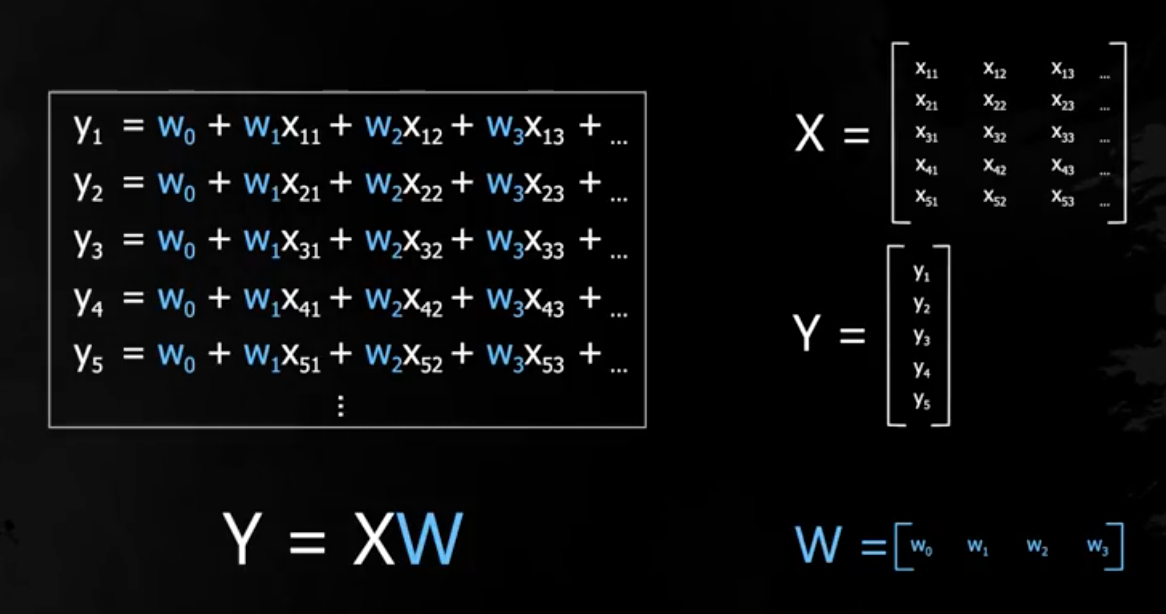 y₁ = w₀ + w₁x₁₁ + w₂x₁₂ + w₃x₁₃ + ...
y₂ = w₀ + w₁x₂₁ + w₂x₂₂ + w₃x₂₃ + ...
y₃ = w₀ + w₁x₃₁ + w₂x₃₂ + w₃x₃₃ + ...
y₄ = w₀ + w₁x₄₁ + w₂x₄₂ + w₃x₄₃ + ...
y₅ = w₀ + w₁x₅₁ + w₂x₅₂ + w₃x₅₃ + ...
⋮
Y = XW
X =
x₁₁ x₁₂ x₁₃ ...
x₂₁ x₂₂ x₂₃ ...
x₃₁ x₃₂ x₃₃ ...
x₄₁ x₄₂ x₄₃ ...
x₅₁ x₅₂ x₅₃ ...
Y =
y₁
y₂
y₃
y₄
y₅
W = [w₀ w₁ w₂ w₃]